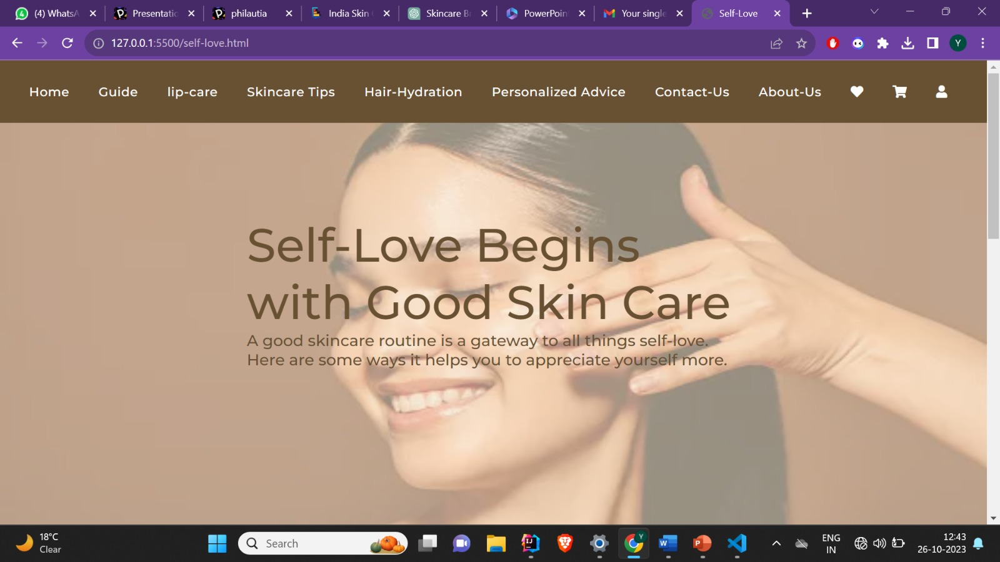 (4) WhatsA
Presentatio
philautia
India Skin
Skincare B
PowerPoin
Your single
Self-Love
127.0.0.1:5500/self-love.html
Y
Home
Guide
lip-care
Skincare Tips
Hair-Hydration
Personalized Advice
Contact-Us
About-Us
Self-Love Begins
with Good Skin Care
A good skincare routine is a gateway to all things self-love.
Here are some ways it helps you to appreciate yourself more.
18°C
Clear
Search
ENG
IN
12:43
26-10-2023